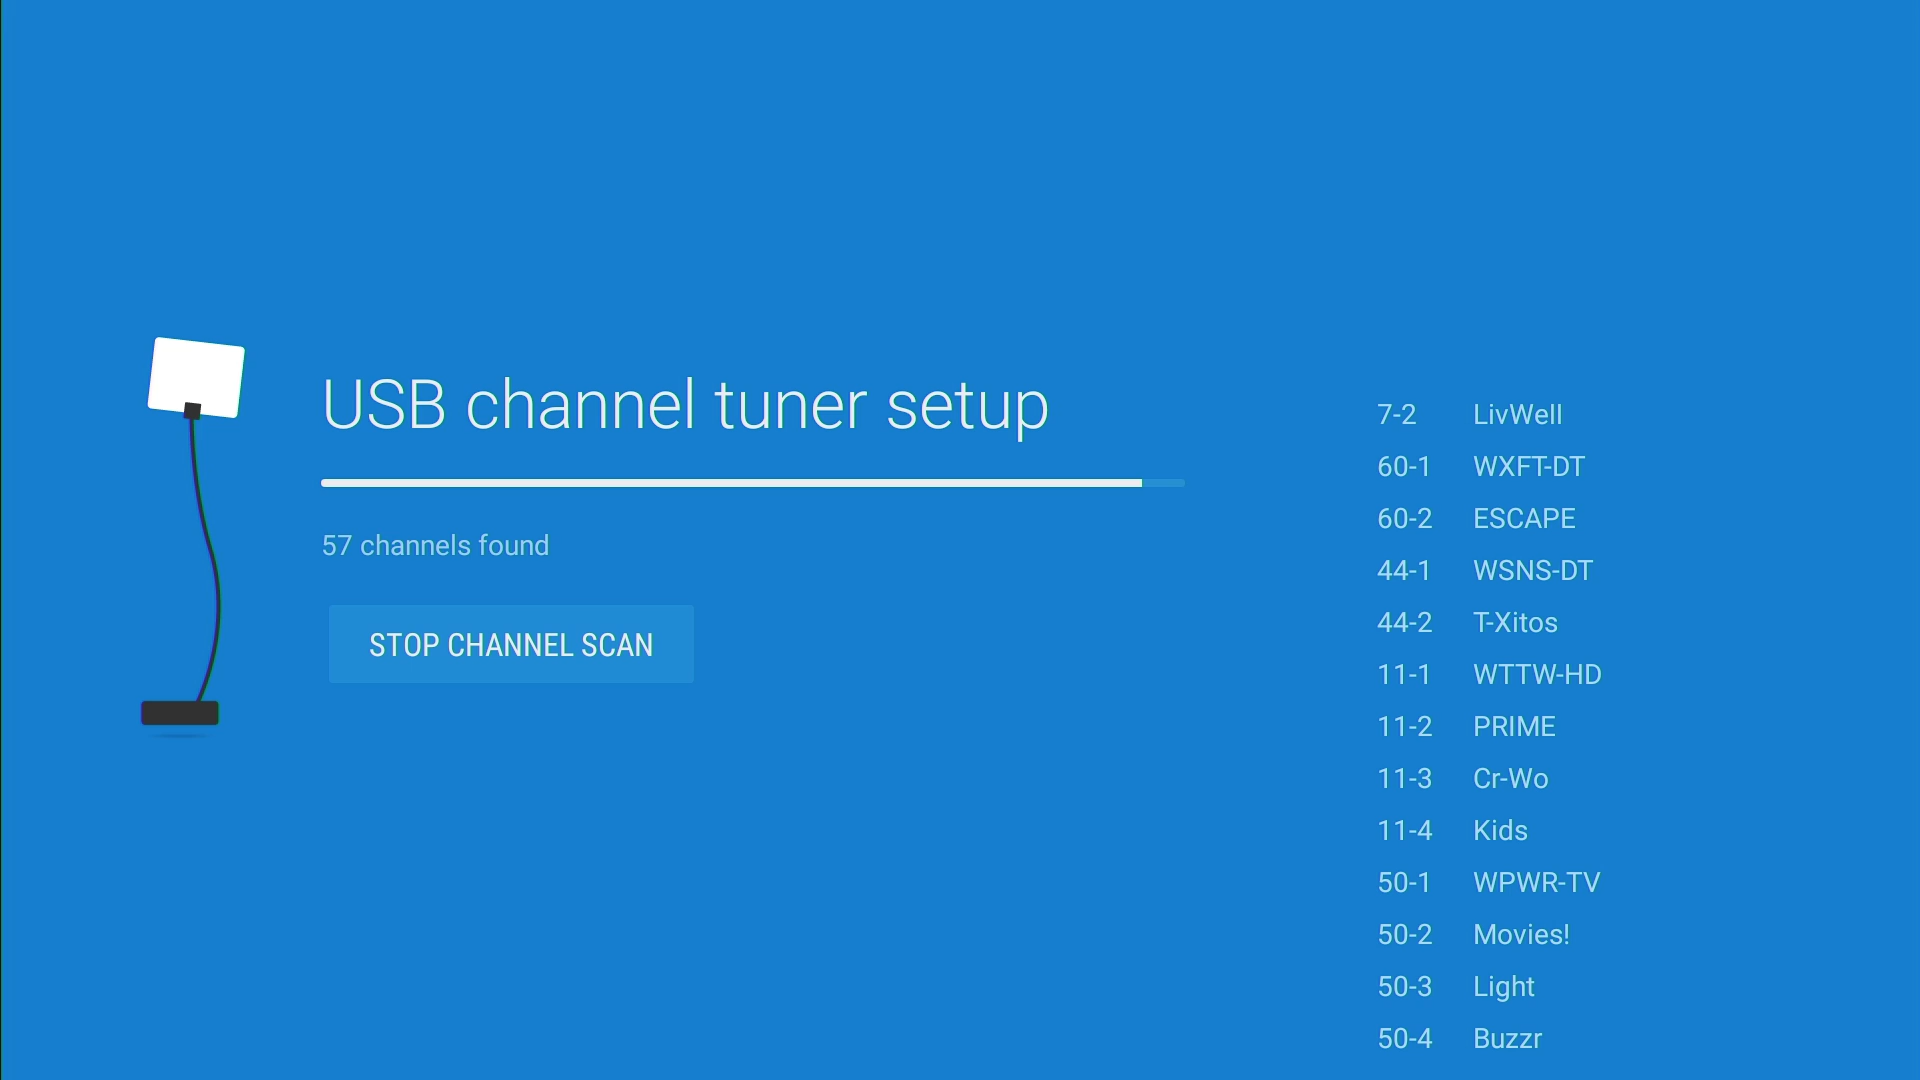 USB channel tuner setup
57 channels found
STOP CHANNEL SCAN
7-2 LivWell
60-1 WXFT-DT
60-2 ESCAPE
44-1 WSNS-DT
44-2 T-Xitos
11-1 WTTW-HD
11-2 PRIME
11-3 Cr-Wo
11-4 Kids
50-1 WPWR-TV
50-2 Movies!
50-3 Light
50-4 Buzzr